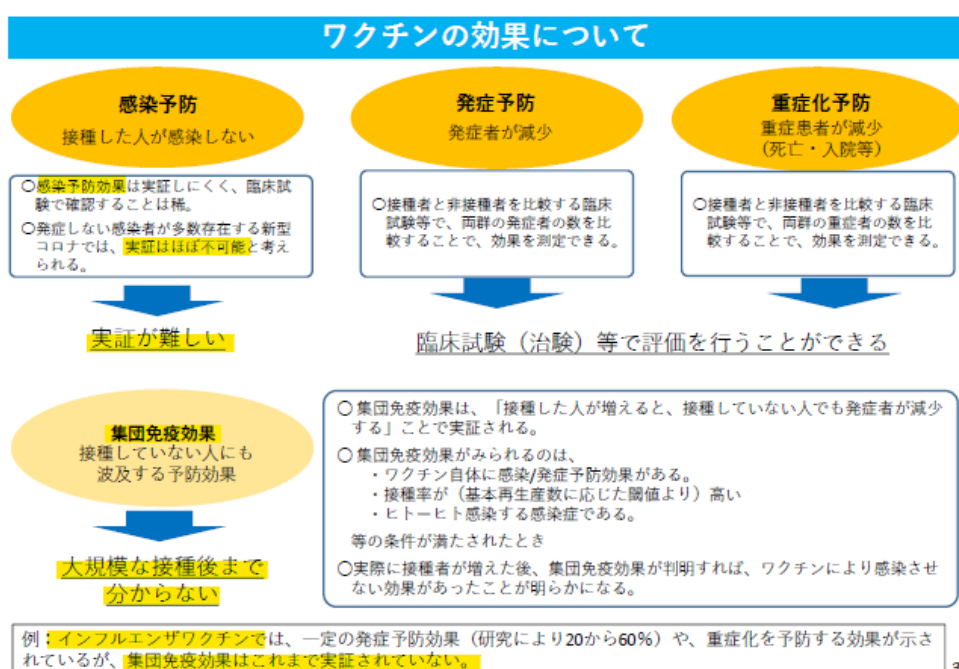 ワクチンの効果について
感染予防
接種した人が感染しない
発症予防
発症者が減少
重症化予防
重症患者が減少
(死亡・入院等)
○感染予防効果は実証しにくく、臨床試
験で確認することは稀。
○発症しない感染者が多数存在する新型
コロナでは、実証はほぼ不可能と考え
られる。
○接種者と非接種者を比較する臨床
試験等で、両群の発症者の数を比
較することで、効果を測定できる。
○接種者と非接種者を比較する臨床
試験等で、両群の重症者の数を比
較することで、効果を測定できる。
実証が難しい
臨床試験（治験）等で評価を行うことができる
集団免疫効果
接種していない人にも
波及する予防効果
大規模な接種後まで
分からない
○ 集団免疫効果は、「接種した人が増えると、接種していない人でも発症者が減少
する」ことで実証される。
○ 集団免疫効果がみられるのは、
・ワクチン自体に感染/発症予防効果がある。
・接種率が（基本再生産数に応じた閾値より）高い
・ヒトーヒト感染する感染症である。
等の条件が満たされたとき
○実際に接種者が増えた後、集団免疫効果が判明すれば、ワクチンにより感染させ
ない効果があったことが明らかになる。
例：インフルエンザワクチンでは、一定の発症予防効果（研究により20から60％）や、重症化を予防する効果が示さ
れているが、集団免疫効果はこれまで実証されていない。
3